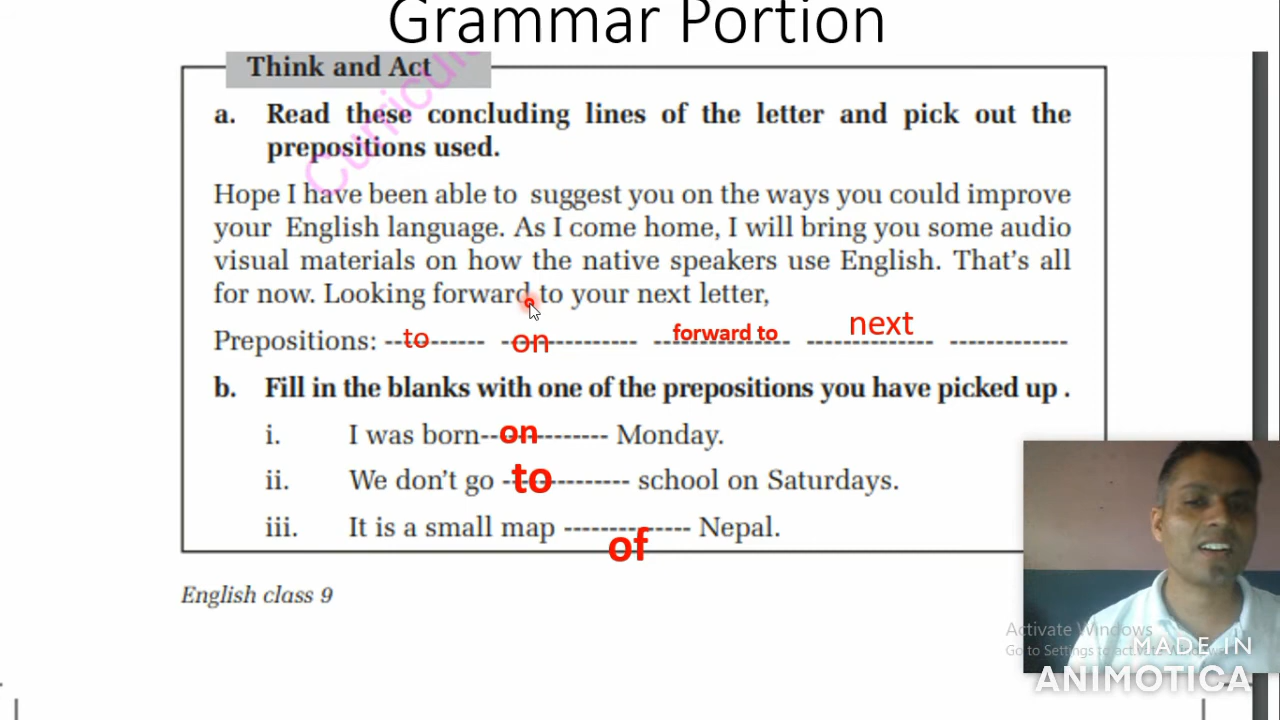 Grammar Portion
Think and Act
a. Read these concluding lines of the letter and pick out the
prepositions used.
Hope I have been able to suggest you on the ways you could improve
your English language. As I come home, I will bring you some audio
visual materials on how the native speakers use English. That's all
for now. Looking forward to your next letter,
Prepositions: --to------ --on----------- --forward to-- --next---------- -------------
b. Fill in the blanks with one of the prepositions you have picked up .
i. I was born--on---------- Monday.
ii. We don't go --to---------- school on Saturdays.
iii. It is a small map -------------- Nepal.
of
English class 9
Activate Windows
Go to Settings to activate Windows.
MADE IN
ANIMOTICA